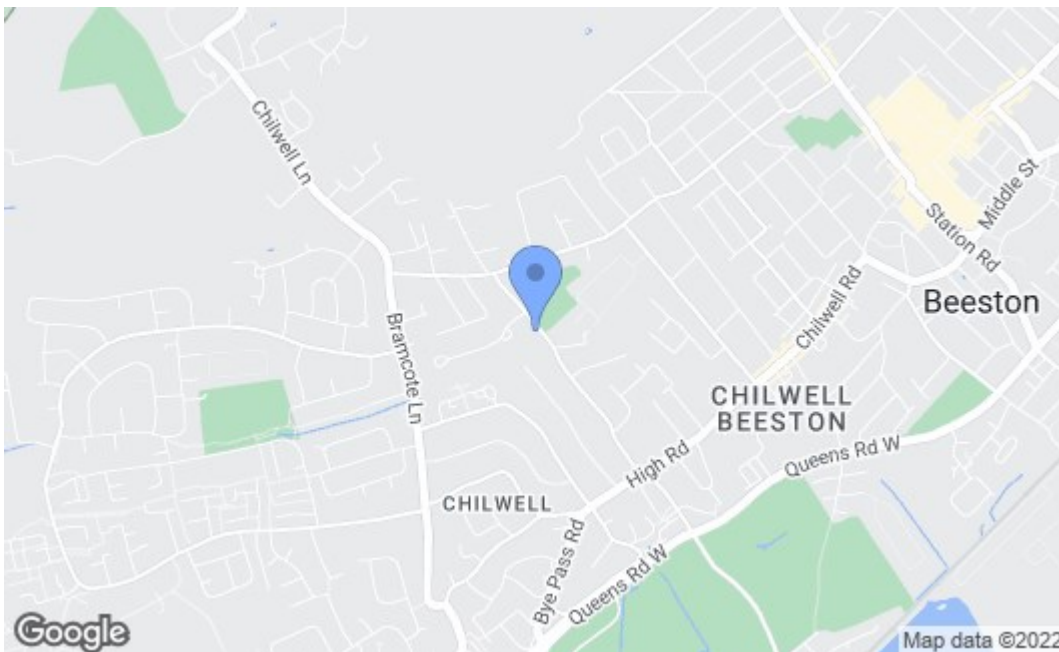 Chilwell Ln
Middle St
Station Rd
Chilwell Rd
Beeston
Bramcote Ln
CHILWELL
BEESTON
Queens Rd W
High Rd
CHILWELL
Bye Pass Rd
Queens Rd W
Google
Map data ©2022